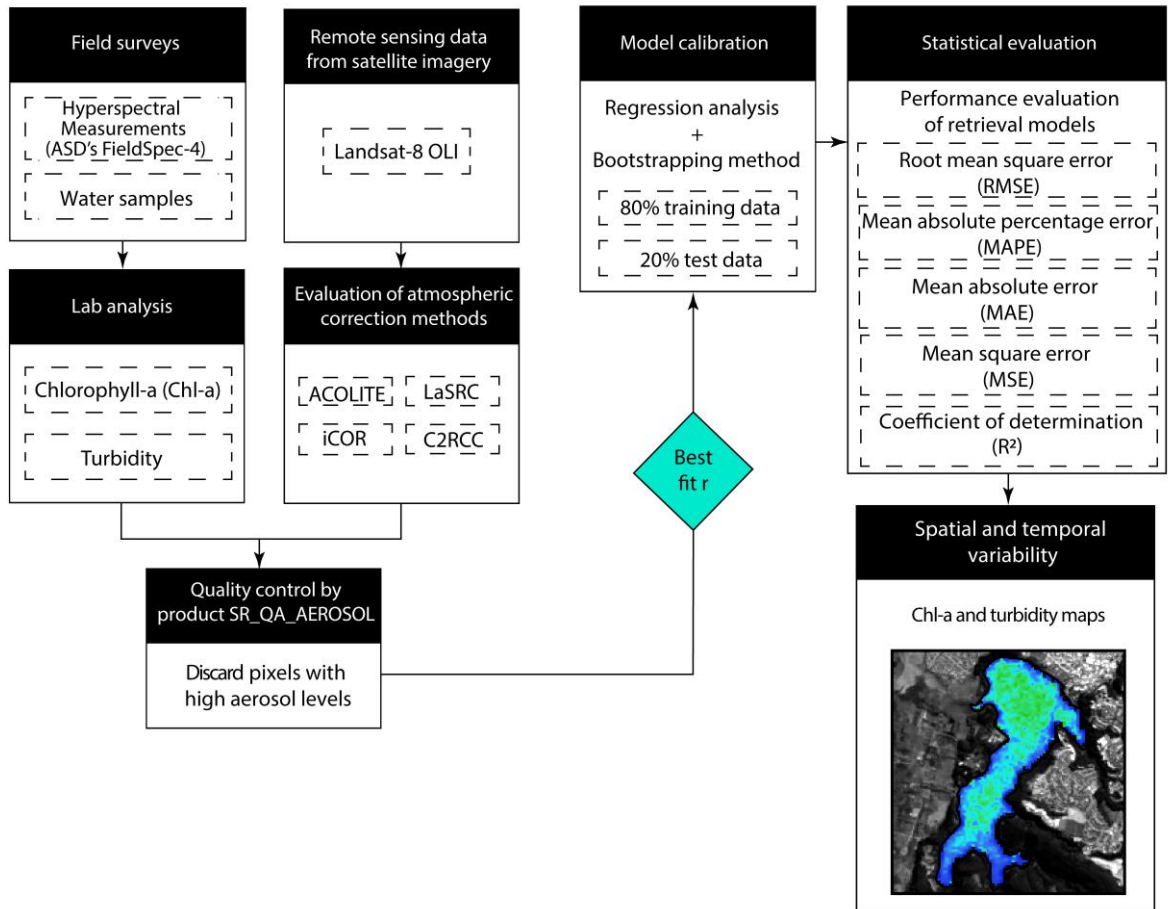 Field surveys
Hyperspectral
Measurements
(ASD's FieldSpec-4)
Water samples
Lab analysis
Chlorophyll-a (Chl-a)
Turbidity
Remote sensing data
from satellite imagery
Landsat-8 OLI
Evaluation of atmospheric
correction methods
ACOLITE
LaSRC
iCOR
C2RCC
Quality control by
product SR_QA_AEROSOL
Discard pixels with
high aerosol levels
Best
fit r
Model calibration
Regression analysis
+
Bootstrapping method
80% training data
20% test data
Statistical evaluation
Performance evaluation
of retrieval models
Root mean square error
(RMSE)
Mean absolute percentage error
(MAPE)
Mean absolute error
(MAE)
Mean square error
(MSE)
Coefficient of determination
(R²)
Spatial and temporal
variability
Chl-a and turbidity maps